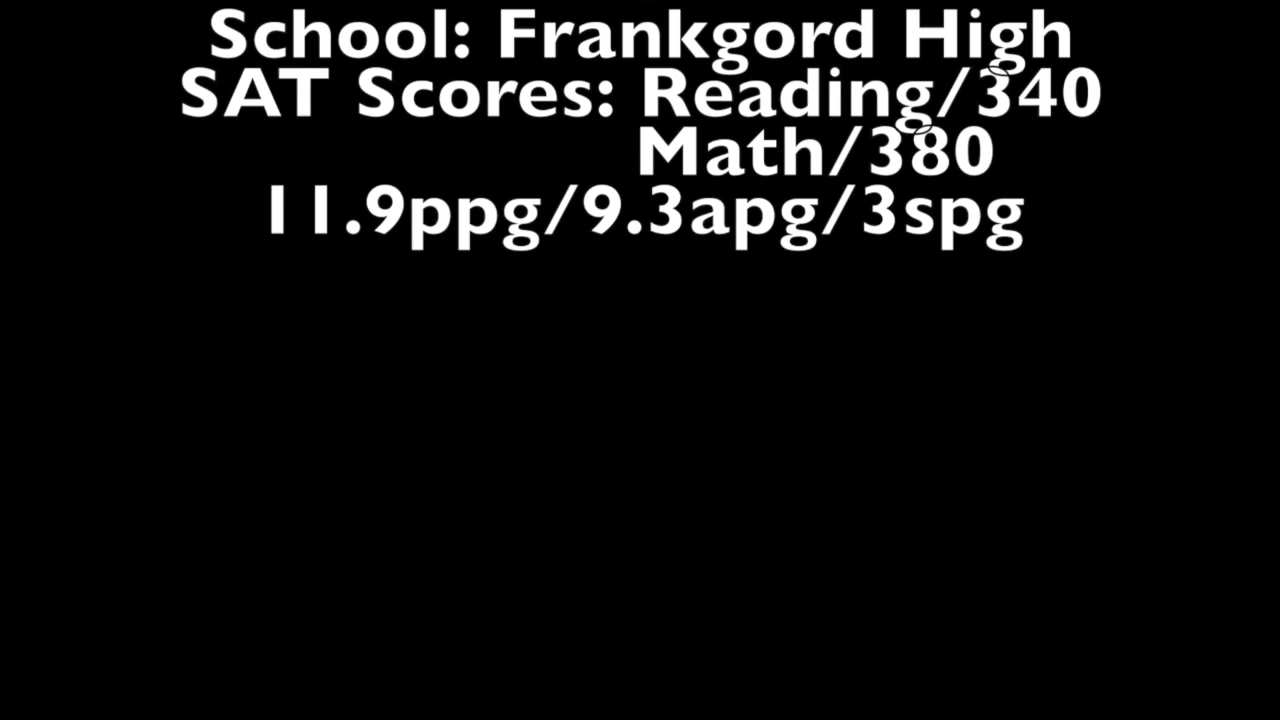 School: Frankgord High
SAT Scores: Reading/340
Math/380
11.9ppg/9.3apg/3spg